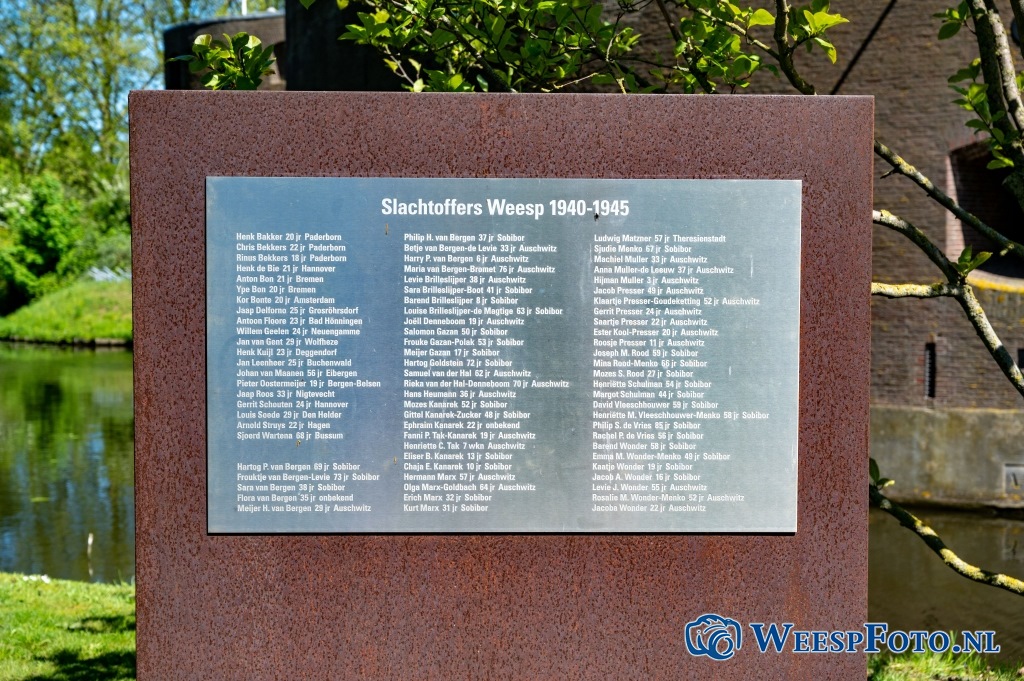 Slachtoffers Weesp 1940-1945
Henk Bakker 20 jr Paderborn
Chris Bekkers 22 jr Paderborn
Rinus Bekkers 18 jr Paderborn
Henk de Bie 21 jr Hannover
Anton Bon 21 jr Bremen
Ype Bon 20 jr Bremen
Kor Bonte 20 jr Amsterdam
Jaap Delforno 25 jr Grosröhrsdorf
Antoon Floore 23 jr Bad Hönningen
Willem Geelen 24 jr Neuengamme
Jan van Gent 29 jr Wolfheze
Henk Kuijl 23 jr Deggendorf
Jan Leenheer 25 jr Buchenwald
Johan van Maanen 56 jr Eibergen
Pieter Oostermeijer 19 jr Bergen-Belsen
Jaap Roos 33 jr Nigtevecht
Gerrit Schouten 24 jr Hannover
Louis Soede 29 jr Den Helder
Arnold Struys 22 jr Hagen
Sjoerd Wartena 68 jr Bussum
Hartog P. van Bergen 69 jr Sobibor
Frouktje van Bergen-Levie 73 jr Sobibor
Sara van Bergen 38 jr Sobibor
Flora van Bergen 35 jr onbekend
Meijer H. van Bergen 29 jr Auschwitz
Philip H. van Bergen 37 jr Sobibor
Betje van Bergen-de Levie 33 jr Auschwitz
Harry P. van Bergen 6 jr Auschwitz
Maria van Bergen-Bromet 76 jr Auschwitz
Levie Brilleslijper 38 jr Auschwitz
Sara Brilleslijper-Boot 41 jr Sobibor
Barend Brilleslijper 8 jr Sobibor
Louise Brilleslijper-de Magtige 63 jr Sobibor
Joëll Denneboom 19 jr Auschwitz
Salomon Gazan 50 jr Sobibor
Frouke Gazan-Polak 53 jr Sobibor
Meijer Gazan 17 jr Sobibor
Hartog Goldstein 72 jr Sobibor
Samuel van der Hal 62 jr Auschwitz
Rieka van der Hal-Denneboom 70 jr Auschwitz
Hans Heumann 36 jr Auschwitz
Mozes Kanarek 52 jr Sobibor
Gittel Kanarek-Zucker 48 jr Sobibor
Ephraim Kanarek 22 jr onbekend
Fanni P. Tak-Kanarek 19 jr Auschwitz
Henriette C. Tak 7 wkn Auschwitz
Elieser B. Kanarek 13 jr Sobibor
Chaja E. Kanarek 10 jr Sobibor
Hermann Marx 57 jr Auschwitz
Olga Marx-Goldbach 64 jr Auschwitz
Erich Marx 32 jr Sobibor
Kurt Marx 31 jr Sobibor
Ludwig Matzner 57 jr Theresienstadt
Sjudie Menko 67 jr Sobibor
Machiel Muller 33 jr Auschwitz
Anna Muller-de Leeuw 37 jr Auschwitz
Hijman Muller 3 jr Auschwitz
Jacob Presser 49 jr Auschwitz
Klaartje Presser-Goudeketting 52 jr Auschwitz
Gerrit Presser 24 jr Auschwitz
Saartje Presser 22 jr Auschwitz
Ester Kool-Presser 20 jr Auschwitz
Roosje Presser 11 jr Auschwitz
Joseph M. Rood 59 jr Sobibor
Mina Rood-Menko 66 jr Sobibor
Mozes S. Rood 27 jr Sobibor
Henriëtte Schulman 54 jr Sobibor
Margot Schulman 44 jr Sobibor
David Vleeschhouwer 59 jr Sobibor
Henriëtte M. Vleeschhouwer-Menko 58 jr Sobibor
Philip S. de Vries 85 jr Sobibor
Rachel P. de Vries 56 jr Sobibor
Barend Wonder 58 jr Sobibor
Emma M. Wonder-Menko 49 jr Sobibor
Kaatje Wonder 19 jr Sobibor
Jacob A. Wonder 16 jr Sobibor
Levie J. Wonder 55 jr Auschwitz
Rosalie M. Wonder-Menko 52 jr Auschwitz
Jacoba Wonder 22 jr Auschwitz
WeespFoto.nl